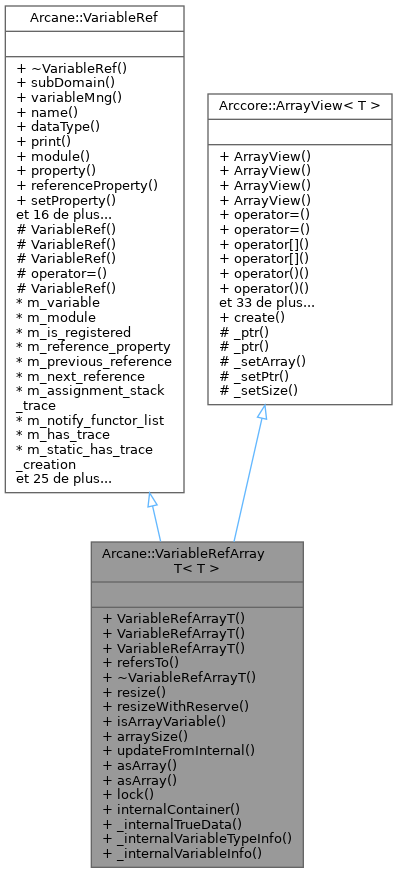 Arcane::VariableRef
+ ~VariableRef()
+ subDomain()
+ variableMng()
+ name()
+ dataType()
+ print()
+ module()
+ property()
+ referenceProperty()
+ setProperty()
et 16 de plus...
# VariableRef()
# VariableRef()
# VariableRef()
# operator=()
# VariableRef()
* m_variable
* m_module
* m_is_registered
* m_reference_property
* m_previous_reference
* m_next_reference
* m_assignment_stack
_trace
* m_notify_functor_list
* m_has_trace
* m_static_has_trace
_creation
et 25 de plus...
Arccore::ArrayView< T >
+ ArrayView()
+ ArrayView()
+ ArrayView()
+ ArrayView()
+ operator=()
+ operator=()
+ operator[]()
+ operator[]()
+ operator()()
+ operator()()
et 33 de plus...
+ create()
# _ptr()
# _ptr()
# _setArray()
# _setPtr()
# _setSize()
Arcane::VariableRefArray
T< T >
+ VariableRefArrayT()
+ VariableRefArrayT()
+ VariableRefArrayT()
+ refersTo()
+ ~VariableRefArrayT()
+ resize()
+ resizeWithReserve()
+ isArrayVariable()
+ arraySize()
+ updateFromInternal()
+ asArray()
+ asArray()
+ lock()
+ internalContainer()
+ _internalTrueData()
+ _internalVariableTypeInfo()
+ _internalVariableInfo()